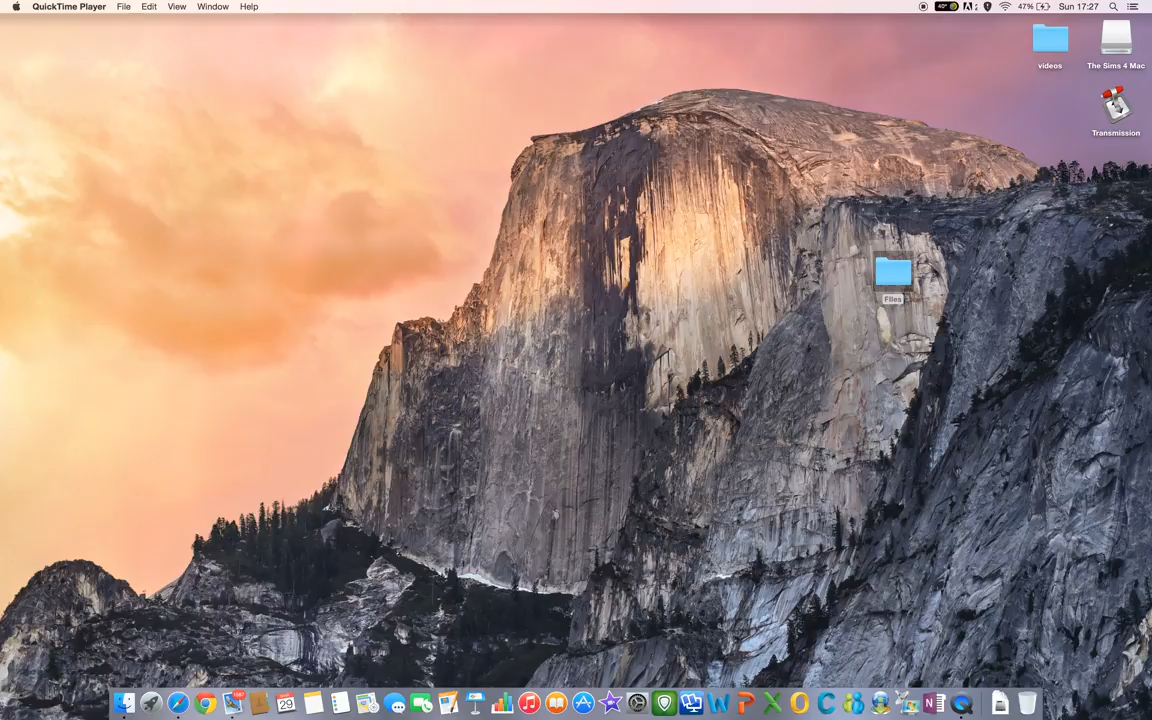 QuickTime Player File Edit View Window Help 40° 47% Sun 17:27
videos
The Sims 4 Mac
Transmission
Files
29